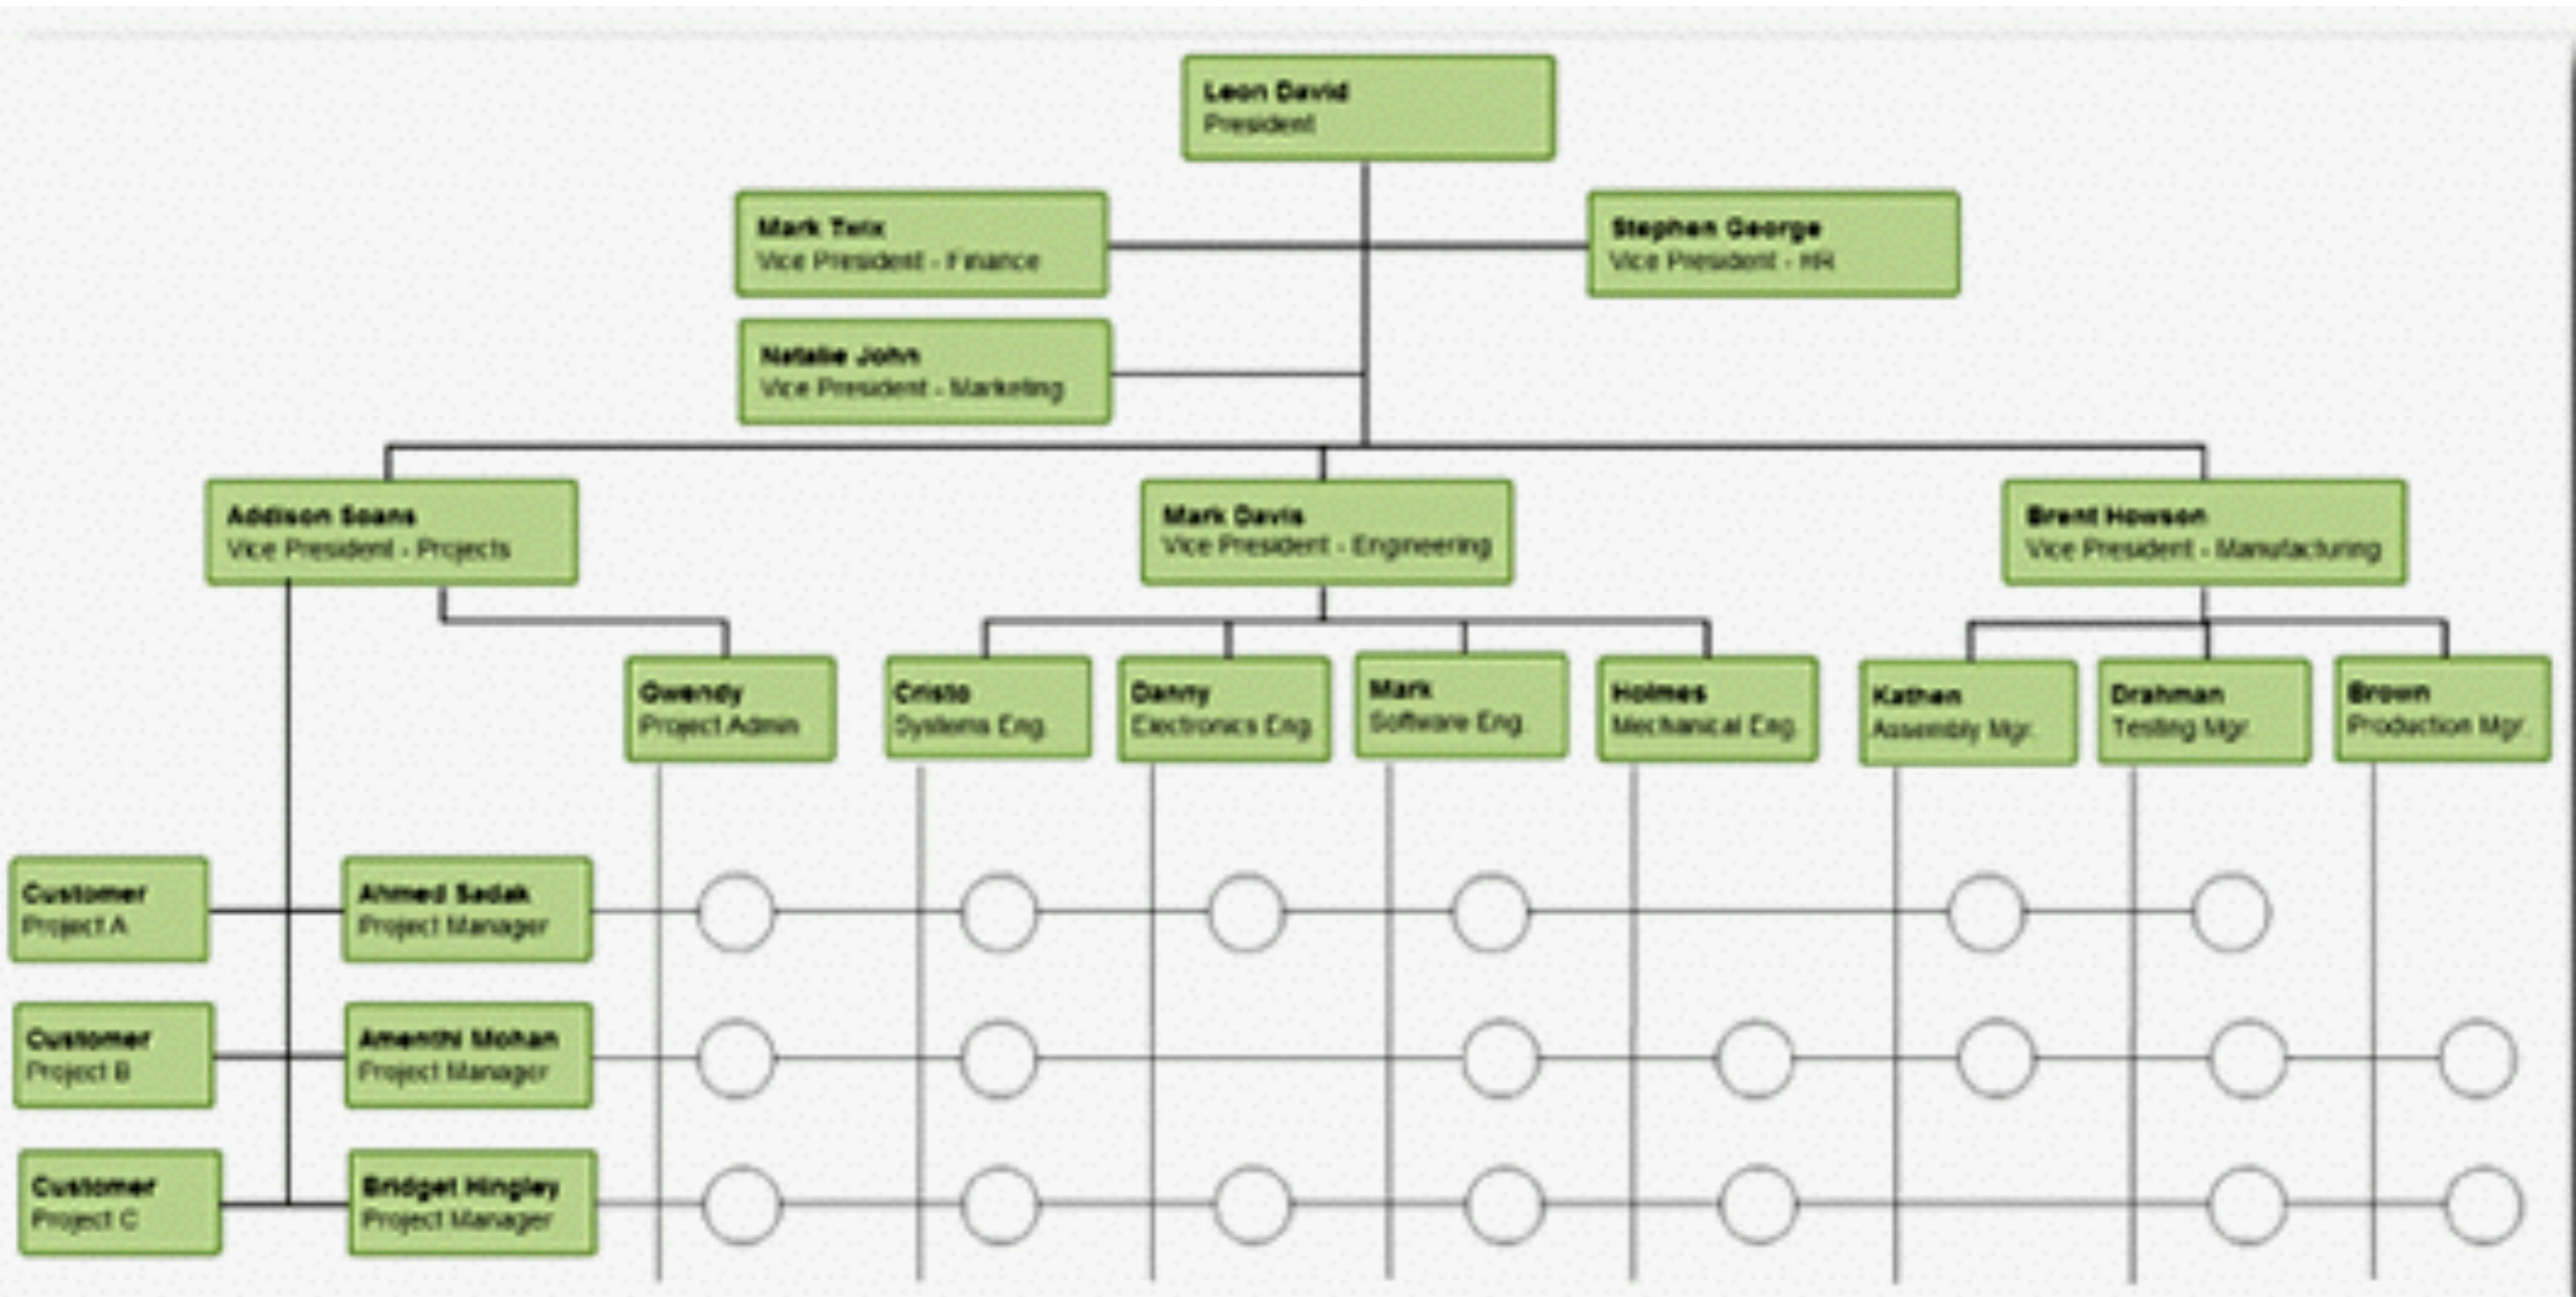 Leon David
President
Mark Twix
Vice President - Finance
Stephen George
Vice President - HR
Natalie John
Vice President - Marketing
Addison Soans
Vice President - Projects
Mark Davis
Vice President - Engineering
Brent Howson
Vice President - Manufacturing
Gwendy
Project Admin
Cristo
Systems Eng.
Danny
Electronics Eng.
Mark
Software Eng.
Holmes
Mechanical Eng.
Kathen
Assembly Mgr.
Drahman
Testing Mgr.
Brown
Production Mgr.
Customer
Project A
Ahmed Sadak
Project Manager
Customer
Project B
Amenthi Mohan
Project Manager
Customer
Project C
Bridget Hingley
Project Manager